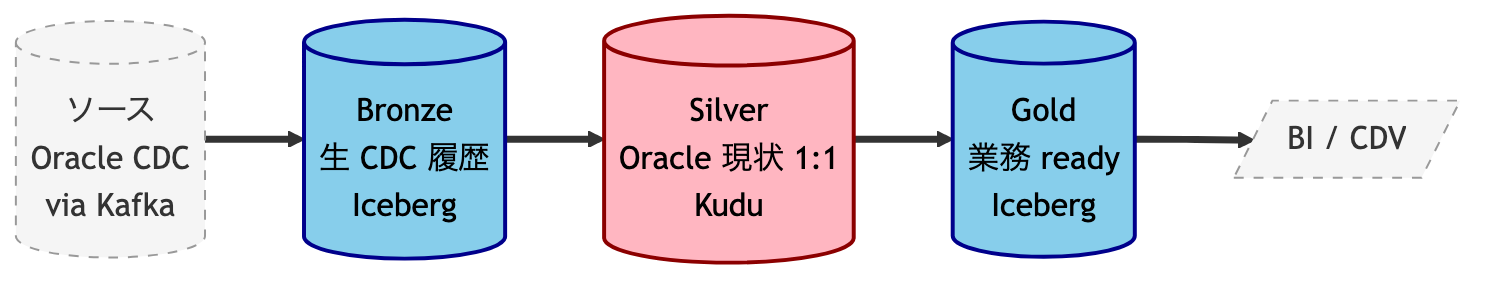 ソース
Oracle CDC
via Kafka
Bronze
生 CDC 履歴
Iceberg
Silver
Oracle 現状 1:1
Kudu
Gold
業務 ready
Iceberg
BI / CDV